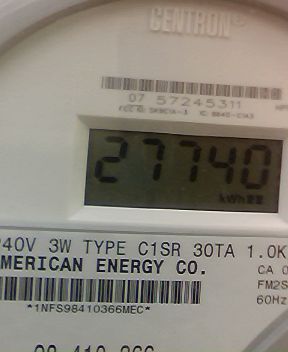 CENTRON®
07 57245311
27740
kWh
240V 3W TYPE C1SR 30TA 1.0K
AMERICAN ENERGY CO.
CA 0
FM2S
60Hz
*1NFS98410366MEC*